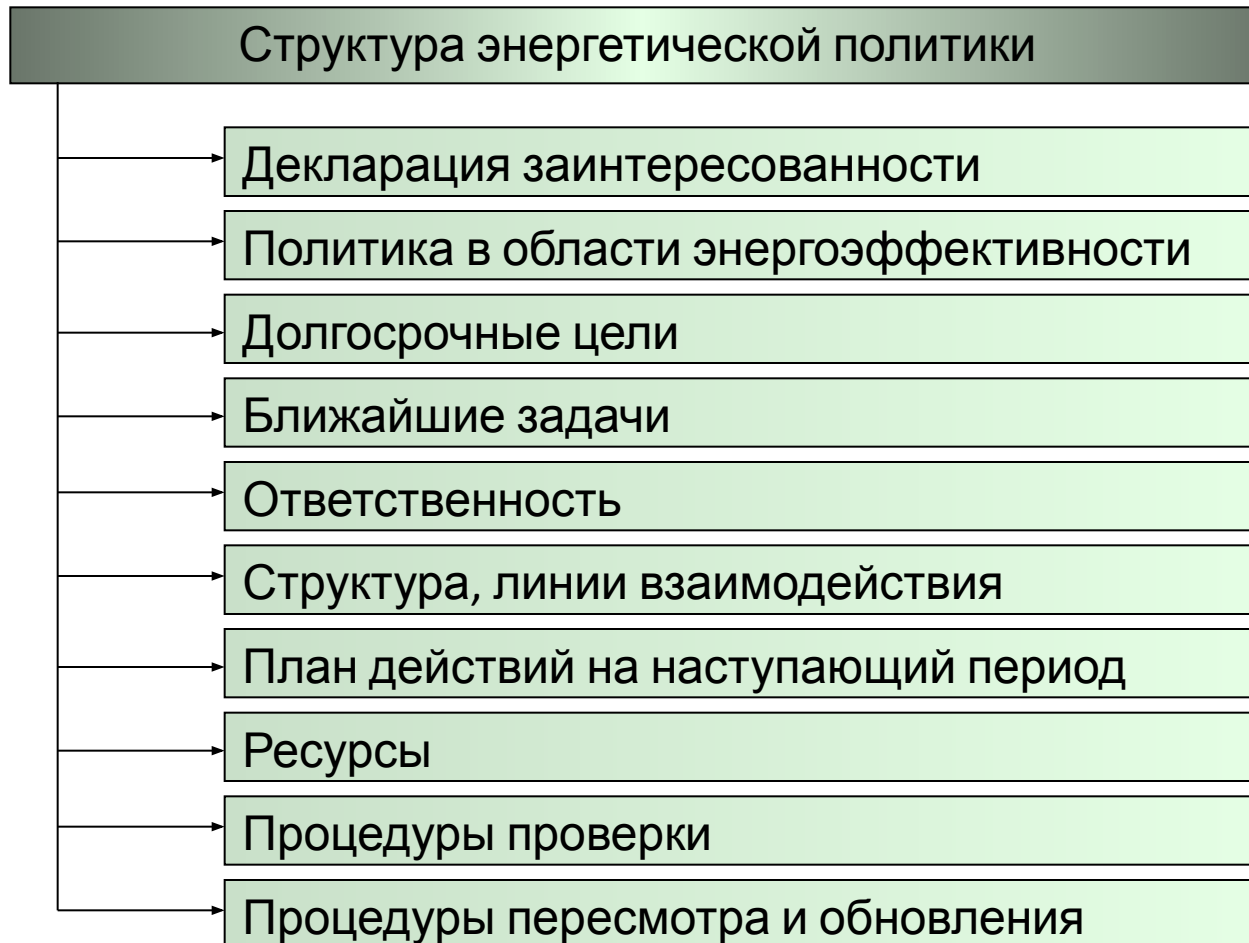 Структура энергетической политики
Декларация заинтересованности
Политика в области энергоэффективности
Долгосрочные цели
Ближайшие задачи
Ответственность
Структура, линии взаимодействия
План действий на наступающий период
Ресурсы
Процедуры проверки
Процедуры пересмотра и обновления